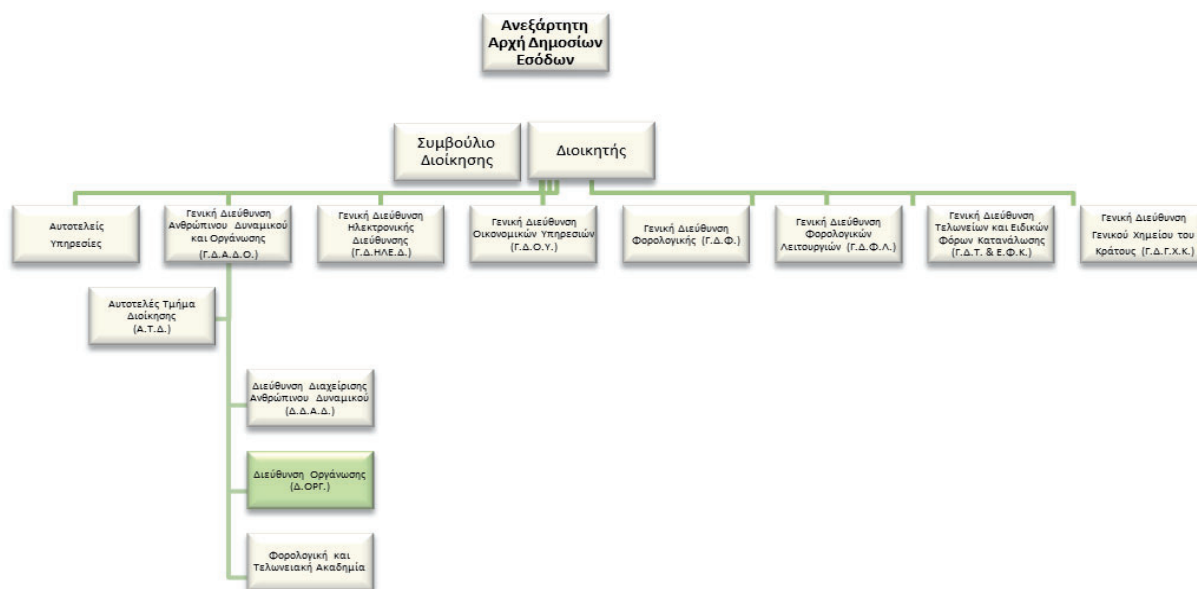 Ανεξάρτητη
Αρχή Δημοσίων
Εσόδων
Συμβούλιο
Διοίκησης
Διοικητής
Αυτοτελείς
Υπηρεσίες
Γενική Διεύθυνση
Ανθρώπινου Δυναμικού
και Οργάνωσης
(Γ.Δ.Α.Δ.Ο.)
Γενική Διεύθυνση
Ηλεκτρονικής
Διεύθυνσης
(Γ.Δ.ΗΛΕ.Δ.)
Γενική Διεύθυνση
Οικονομικών Υπηρεσιών
(Γ.Δ.Ο.Υ.)
Γενική Διεύθυνση
Φορολογικής (Γ.Δ.Φ.)
Γενική Διεύθυνση
Φορολογικών
Λειτουργιών (Γ.Δ.Φ.Λ.)
Γενική Διεύθυνση
Τελωνείων και Ειδικών
Φόρων Κατανάλωσης
(Γ.Δ.Τ. & Ε.Φ.Κ.)
Γενική Διεύθυνση
Γενικού Χημείου του
Κράτους (Γ.Δ.Γ.Χ.Κ.)
Αυτοτελές Τμήμα
Διοίκησης
(Α.Τ.Δ.)
Διεύθυνση Διαχείρισης
Ανθρώπινου Δυναμικού
(Δ.Δ.Α.Δ.)
Διεύθυνση Οργάνωσης
(Δ.ΟΡΓ.)
Φορολογική και
Τελωνειακή Ακαδημία